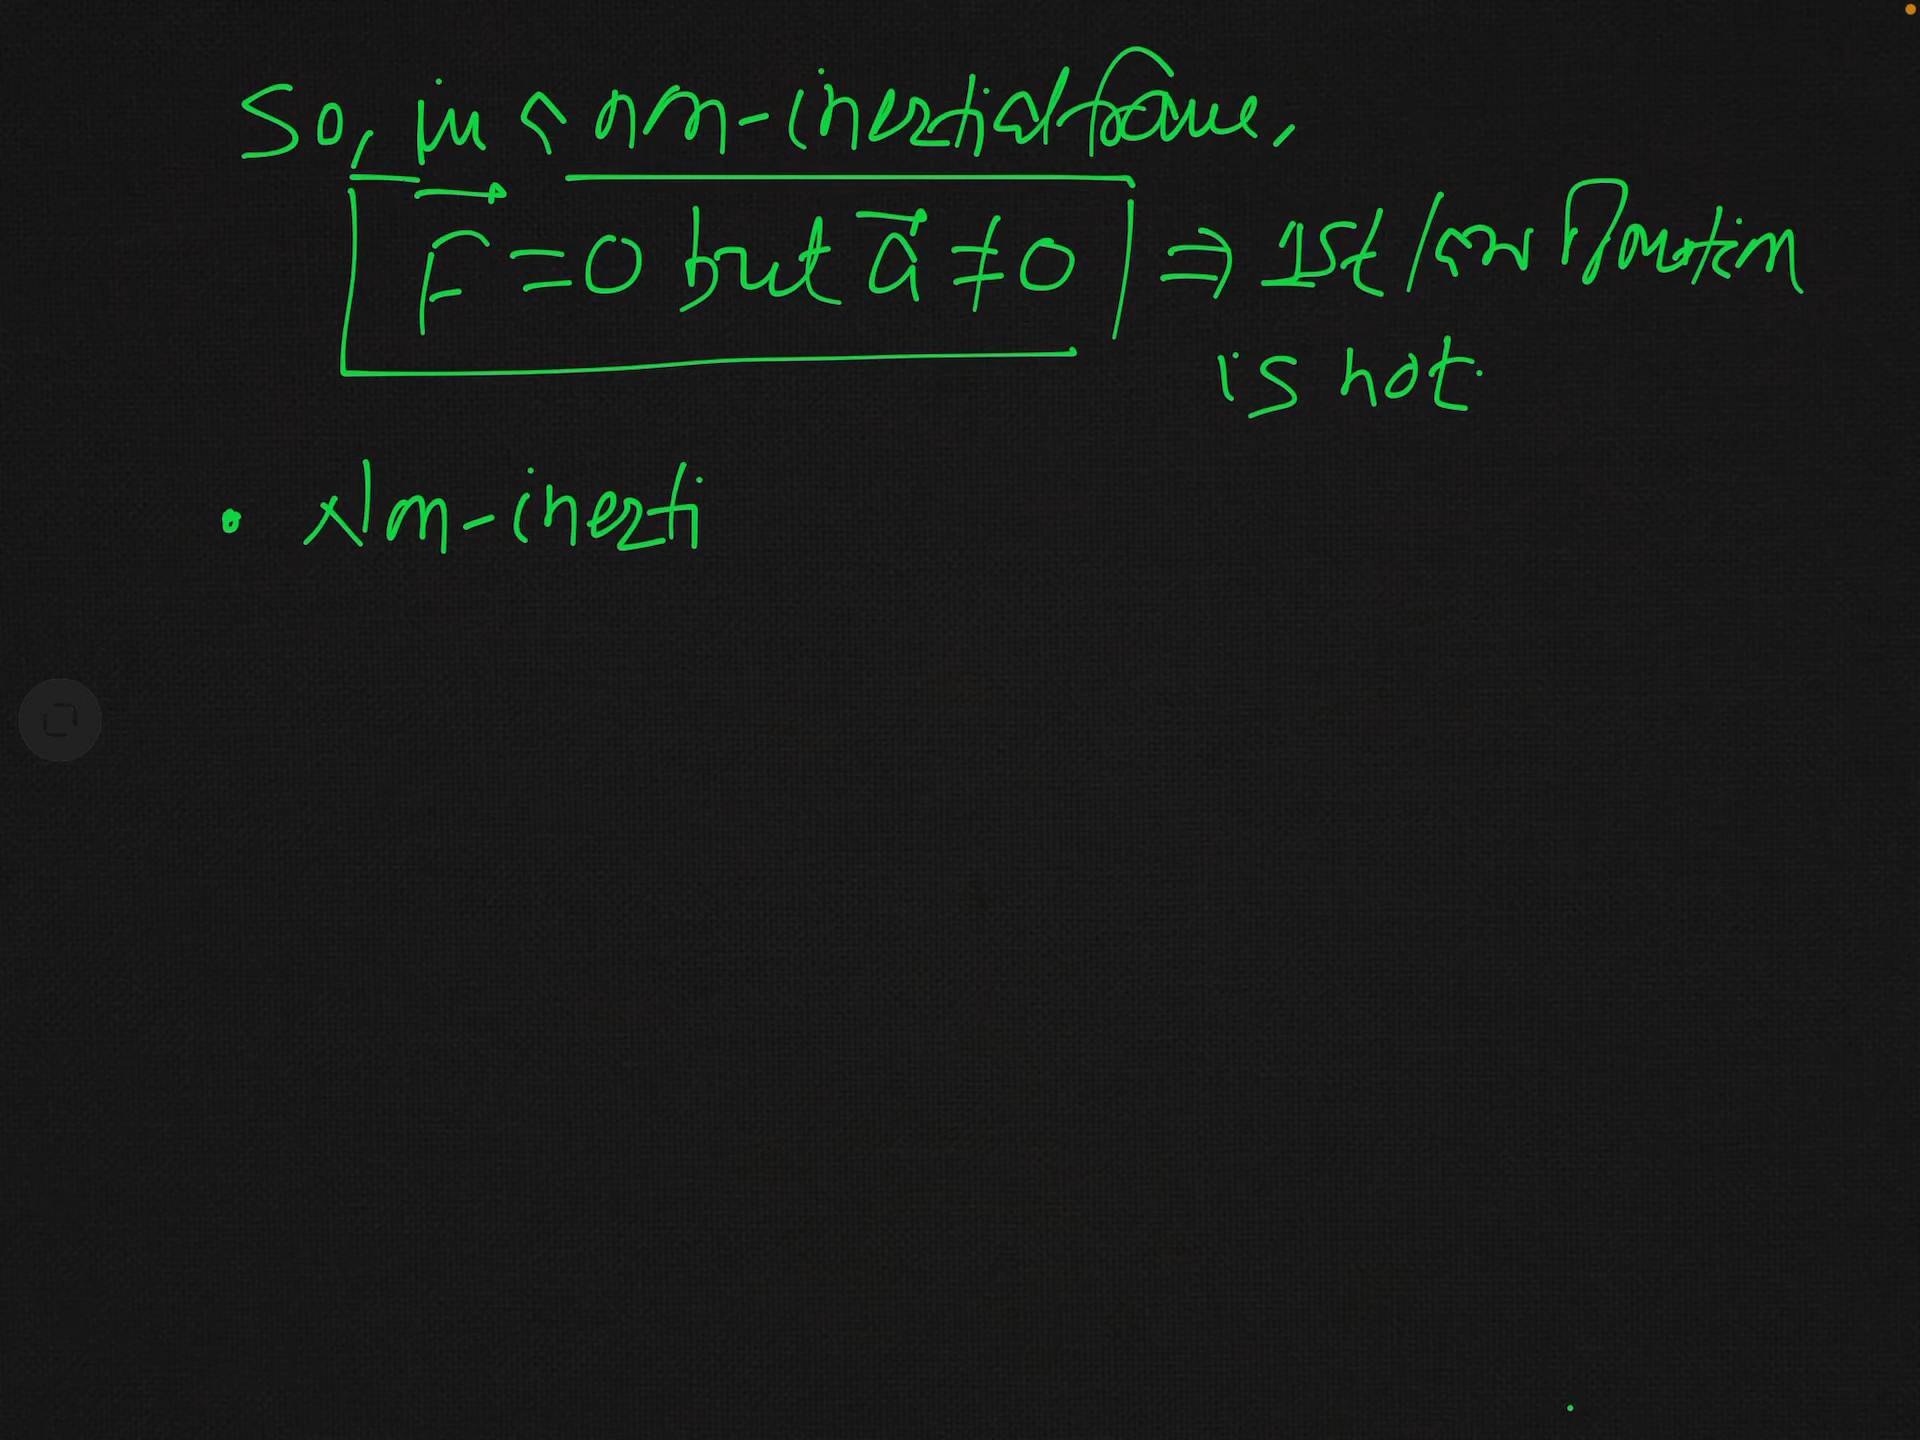 So, in a non-inertial frame,
F⃗ = 0 but a⃗ ≠ 0 ⇒ 1st law of motion
is not
• Non-inerti